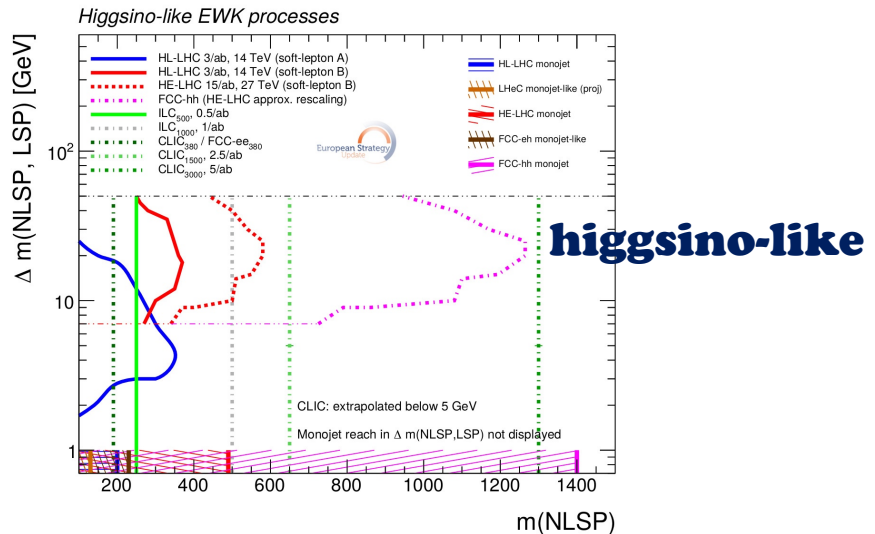 Higgsino-like EWK processes
Δ m(NLSP, LSP) [GeV]
HL-LHC 3/ab, 14 TeV (soft-lepton A)
HL-LHC 3/ab, 14 TeV (soft-lepton B)
HE-LHC 15/ab, 27 TeV (soft-lepton B)
FCC-hh (HE-LHC approx. rescaling)
ILC500, 0.5/ab
ILC1000, 1/ab
CLIC380 / FCC-ee380
CLIC1500, 2.5/ab
CLIC3000, 5/ab
European Strategy
Update
HL-LHC monojet
LHeC monojet-like (proj)
HE-LHC monojet
FCC-eh monojet-like
FCC-hh monojet
10²
higgsino-like
10
CLIC: extrapolated below 5 GeV
Monojet reach in Δ m(NLSP,LSP) not displayed
1
200 400 600 800 1000 1200 1400
m(NLSP)